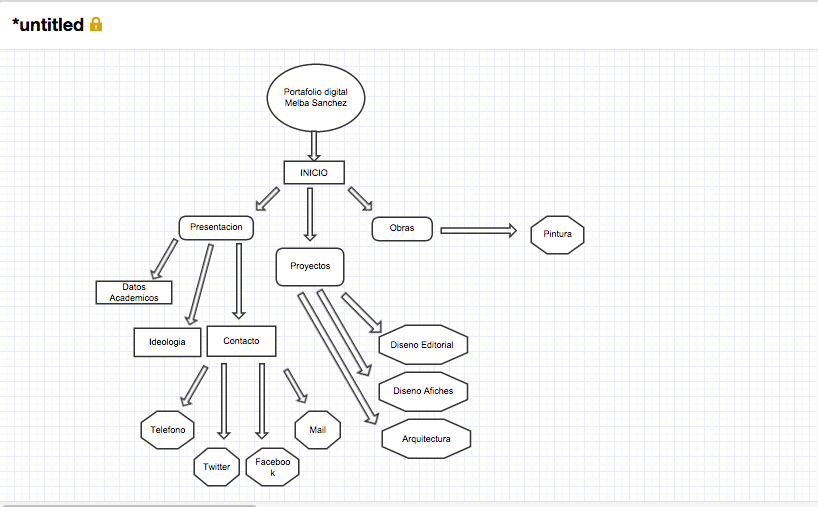 *untitled
Portafolio digital
Melba Sanchez
INICIO
Presentacion
Obras
Pintura
Proyectos
Datos
Academicos
Ideologia
Contacto
Diseno Editorial
Diseno Afiches
Arquitectura
Telefono
Mail
Twitter
Faceboo
k